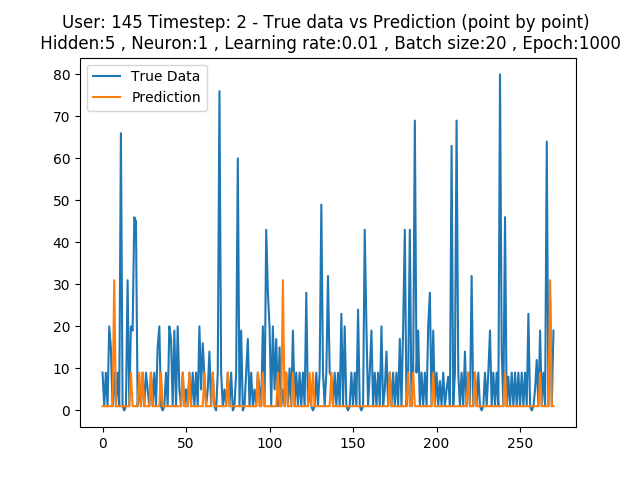 User: 145 Timestep: 2 - True data vs Prediction (point by point)
Hidden:5 , Neuron:1 , Learning rate:0.01 , Batch size:20 , Epoch:1000
True Data
Prediction
80
70
60
50
40
30
20
10
0
0 50 100 150 200 250